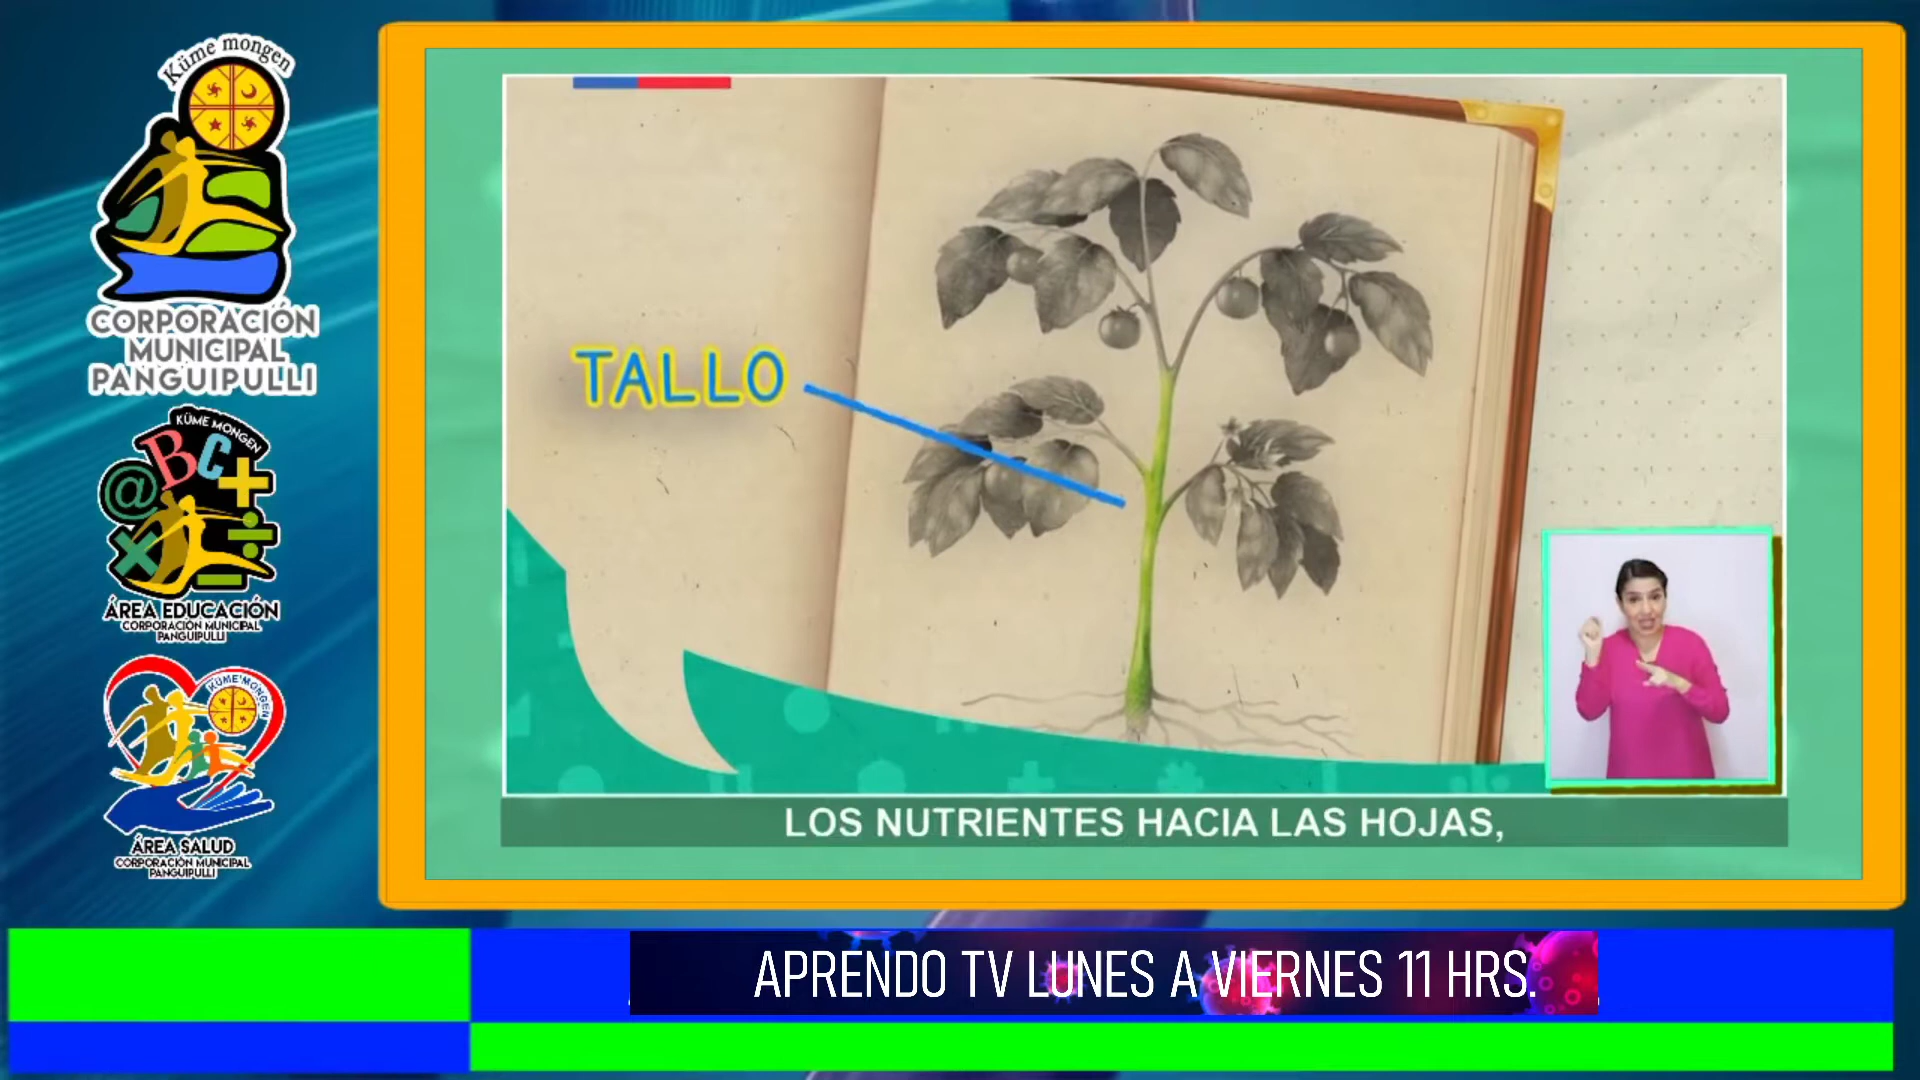 Küme mongen
CORPORACIÓN
MUNICIPAL
PANGUIPULLI
KÜME MONGEN
@BC
ÁREA EDUCACIÓN
CORPORACIÓN MUNICIPAL
PANGUIPULLI
KÜME MONGEN
ÁREA SALUD
CORPORACIÓN MUNICIPAL
PANGUIPULLI
TALLO
LOS NUTRIENTES HACIA LAS HOJAS,
APRENDO TV LUNES A VIERNES 11 HRS.